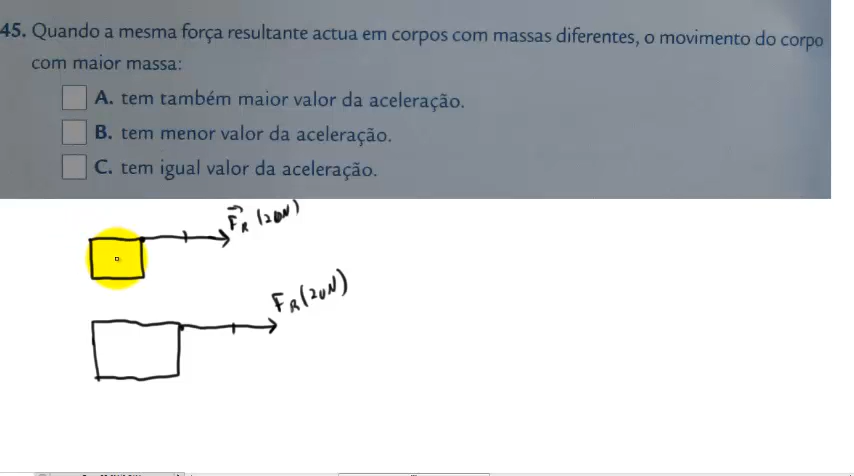 45. Quando a mesma força resultante actua em corpos com massas diferentes, o movimento do corpo
com maior massa:
A. tem também maior valor da aceleração.
B. tem menor valor da aceleração.
C. tem igual valor da aceleração.
F⃗R (20N)
FR (20N)